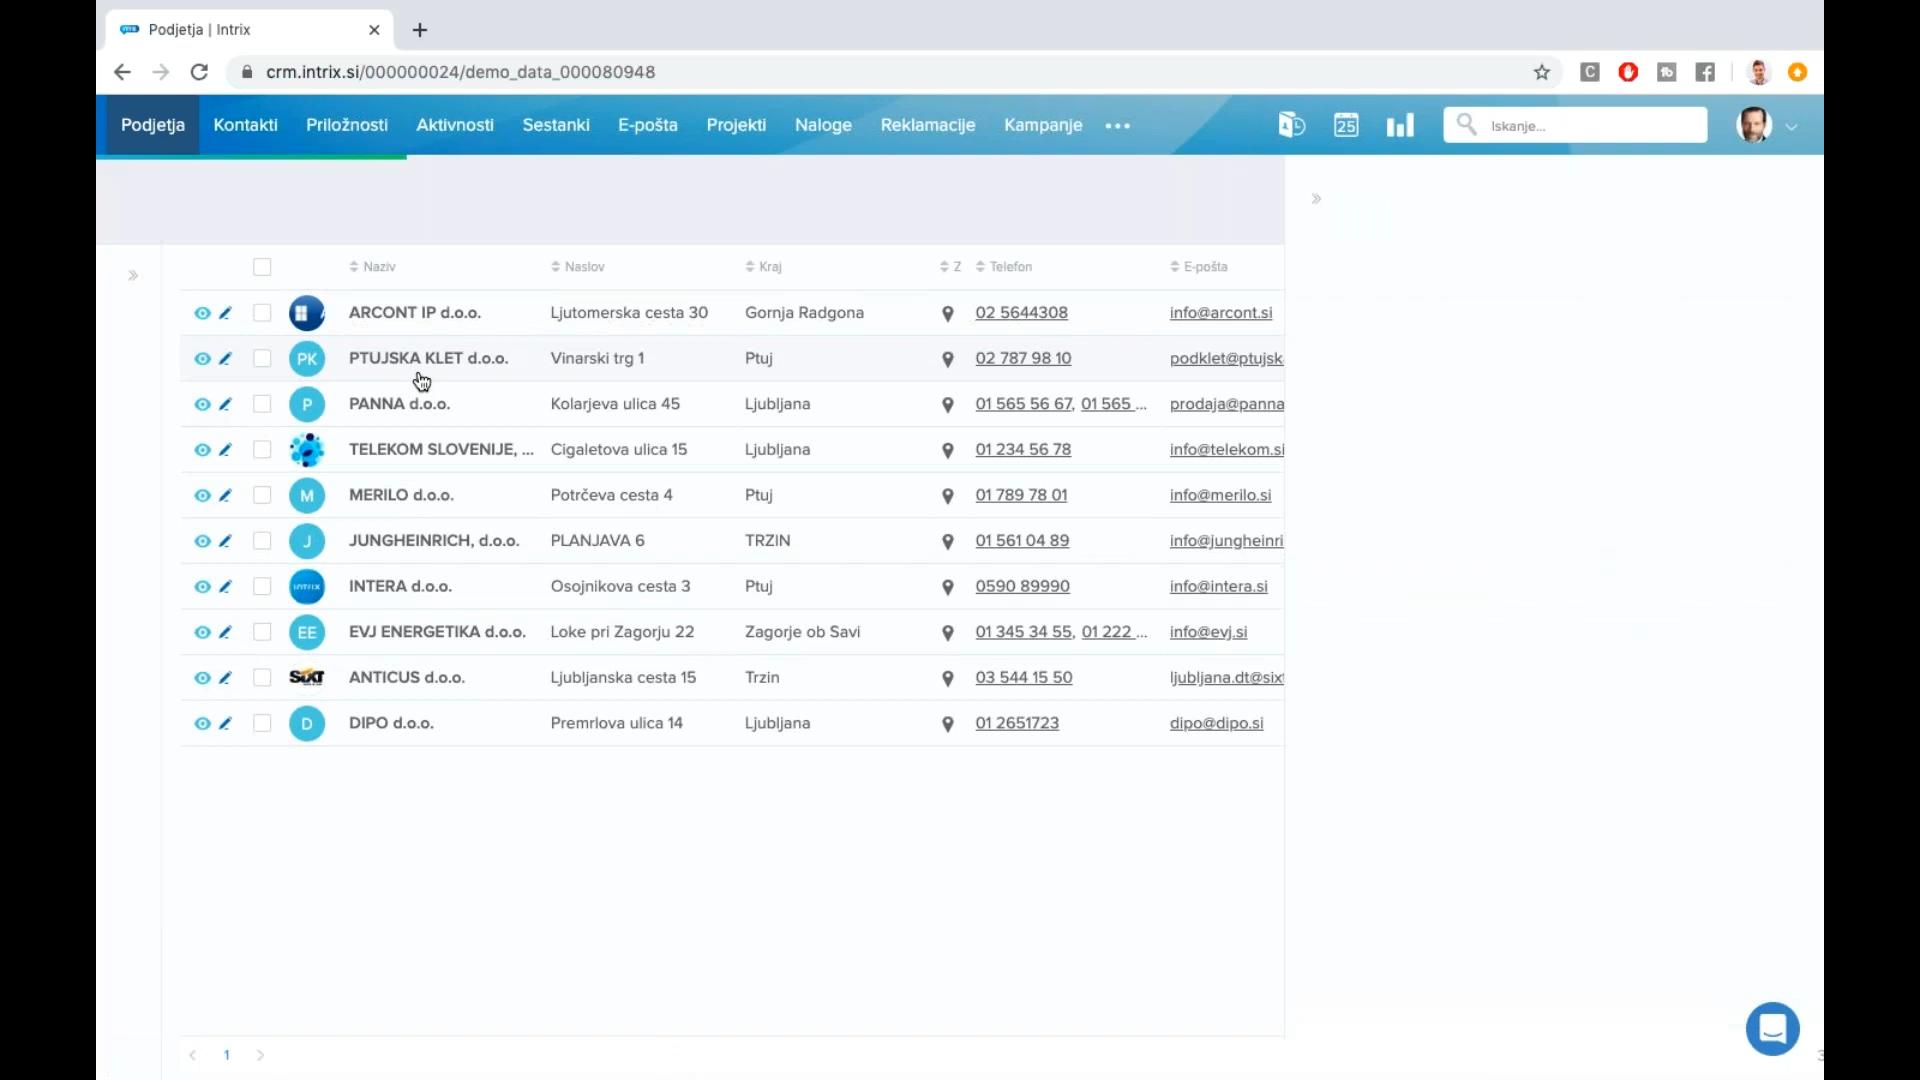 Podjetja | Intrix
crm.intrix.si/000000024/demo_data_000080948
Podjetja Kontakti Priložnosti Aktivnosti Sestanki E-pošta Projekti Naloge Reklamacije Kampanje 25 Iskanje...
Naziv Naslov Kraj Z Telefon E-pošta
ARCONT IP d.o.o. Ljutomerska cesta 30 Gornja Radgona 02 5644308 info@arcont.si
PK PTUJSKA KLET d.o.o. Vinarski trg 1 Ptuj 02 787 98 10 podklet@ptujsk
P PANNA d.o.o. Kolarjeva ulica 45 Ljubljana 01 565 56 67, 01 565 ... prodaja@panna
TELEKOM SLOVENIJE, ... Cigaletova ulica 15 Ljubljana 01 234 56 78 info@telekom.si
M MERILO d.o.o. Potrčeva cesta 4 Ptuj 01 789 78 01 info@merilo.si
J JUNGHEINRICH, d.o.o. PLANJAVA 6 TRZIN 01 561 04 89 info@jungheinri
INTRIX INTERA d.o.o. Osojnikova cesta 3 Ptuj 0590 89990 info@intera.si
EE EVJ ENERGETIKA d.o.o. Loke pri Zagorju 22 Zagorje ob Savi 01 345 34 55, 01 222 ... info@evj.si
SIXT ANTICUS d.o.o. Ljubljanska cesta 15 Trzin 03 544 15 50 ljubljana.dt@sixt
D DIPO d.o.o. Premrlova ulica 14 Ljubljana 01 2651723 dipo@dipo.si
1